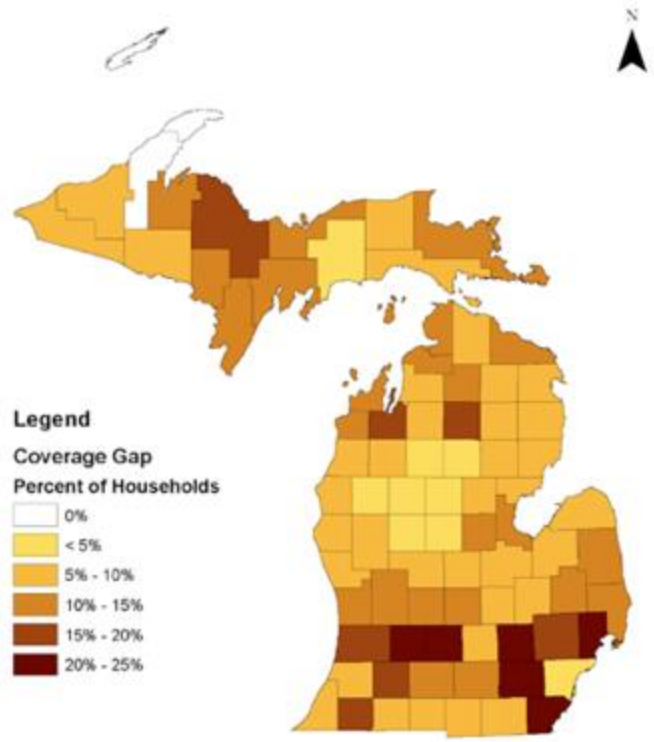 N
Legend
Coverage Gap
Percent of Households
0%
< 5%
5% - 10%
10% - 15%
15% - 20%
20% - 25%